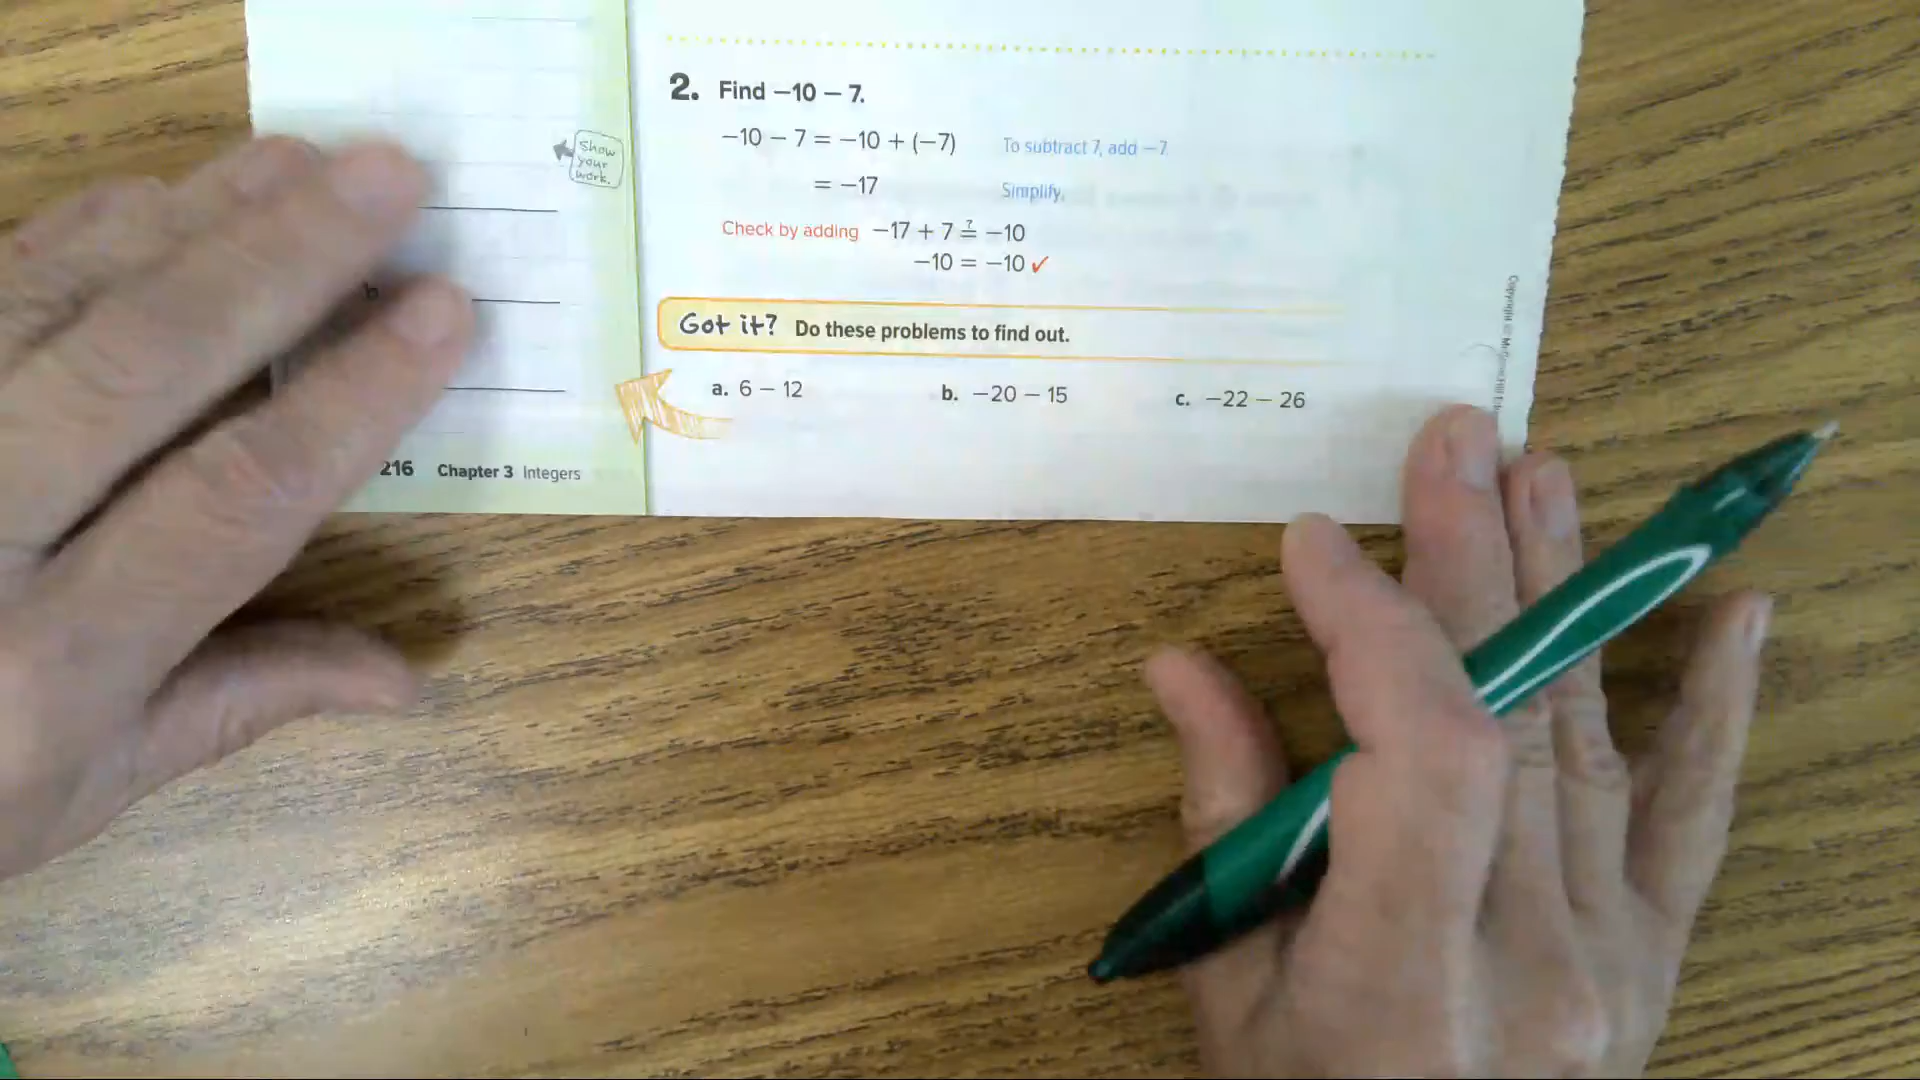 Show
your
work.
b
216 Chapter 3 Integers
2. Find −10 − 7.
−10 − 7 = −10 + (−7) To subtract 7, add −7.
= −17 Simplify.
Check by adding −17 + 7 ≟ −10
−10 = −10 ✓
Got it? Do these problems to find out.
a. 6 − 12 b. −20 − 15 c. −22 − 26
Copyright ©